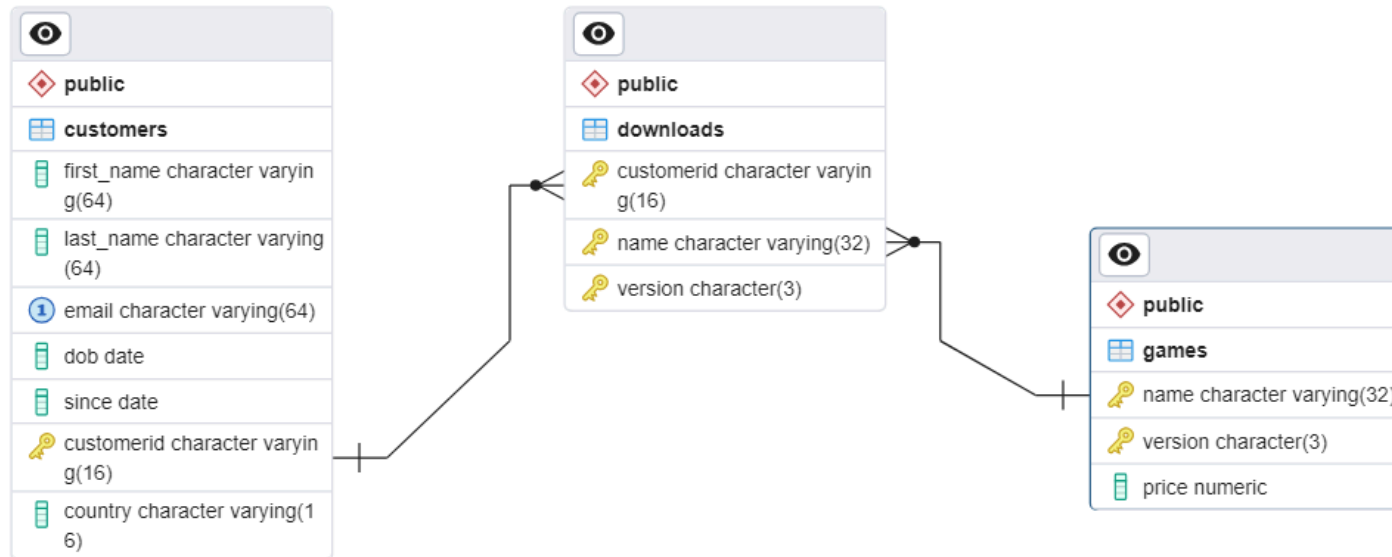 public
customers
first_name character varyin
g(64)
last_name character varying
(64)
1 email character varying(64)
dob date
since date
customerid character varyin
g(16)
country character varying(1
6)
public
downloads
customerid character varyin
g(16)
name character varying(32)
version character(3)
public
games
name character varying(32)
version character(3)
price numeric